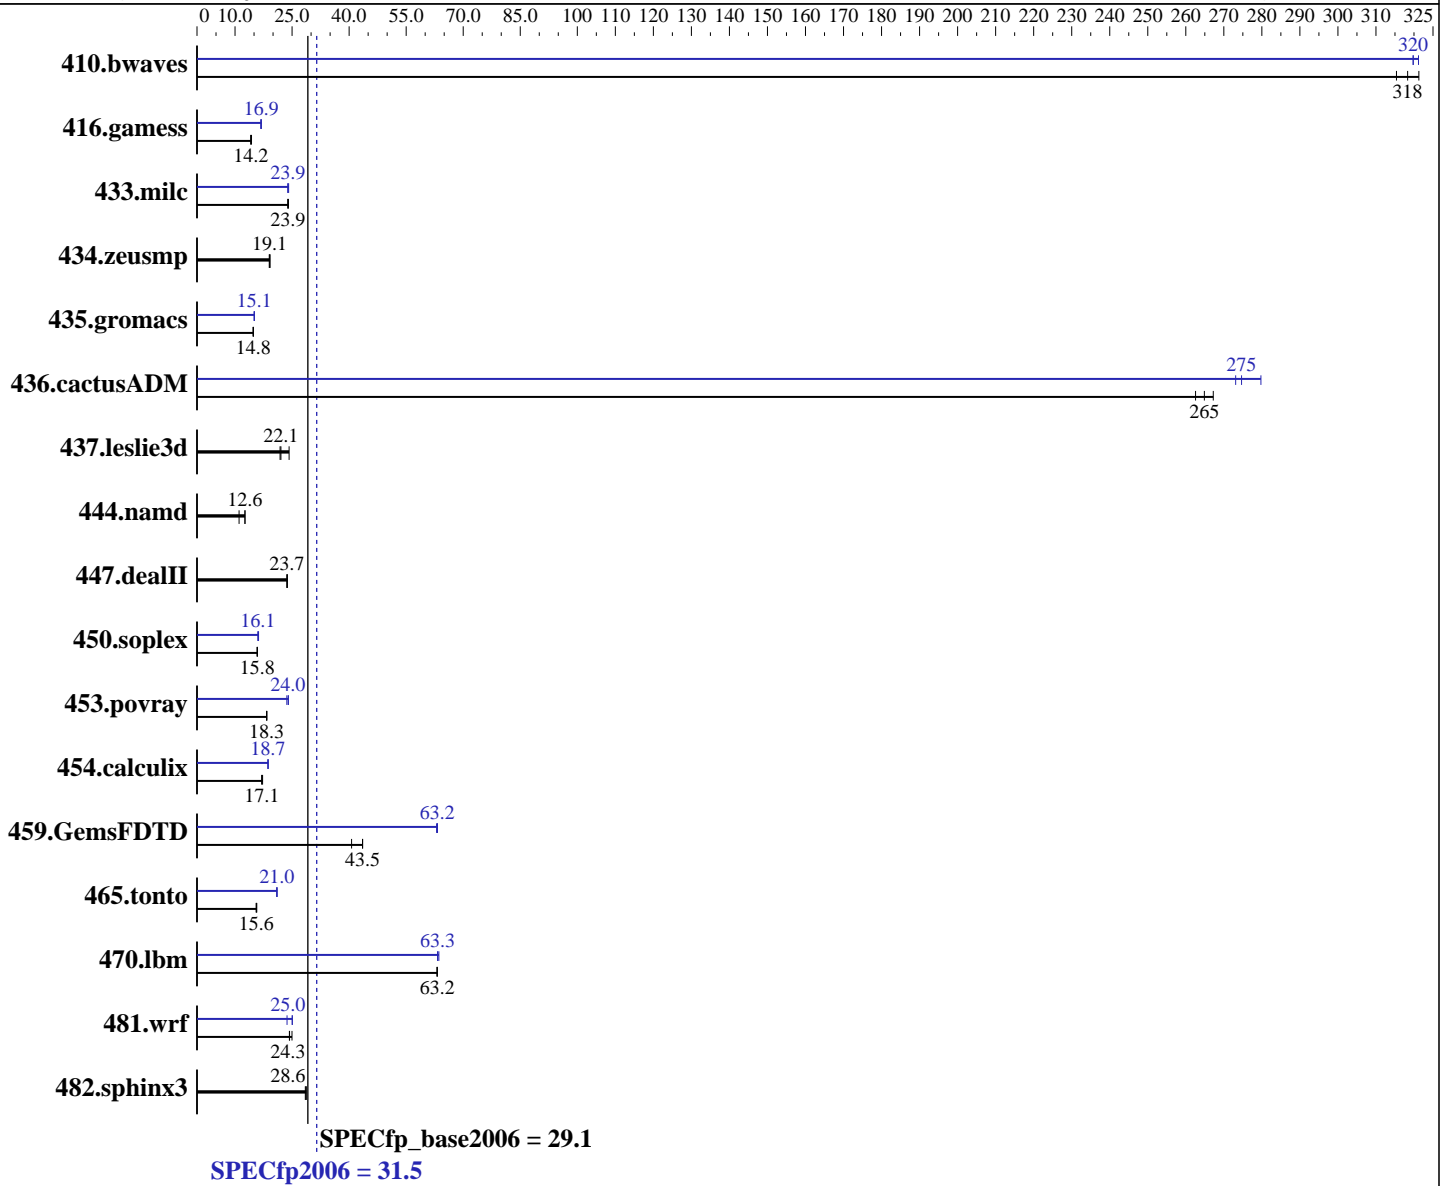 0 10.0 25.0 40.0 55.0 70.0 85.0 100 110 120 130 140 150 160 170 180 190 200 210 220 230 240 250 260 270 280 290 300 310 325
320
410.bwaves
318
16.9
416.gamess
14.2
23.9
433.milc
23.9
19.1
434.zeusmp
15.1
435.gromacs
14.8
275
436.cactusADM
265
22.1
437.leslie3d
12.6
444.namd
23.7
447.dealII
16.1
450.soplex
15.8
24.0
453.povray
18.3
18.7
454.calculix
17.1
63.2
459.GemsFDTD
43.5
21.0
465.tonto
15.6
63.3
470.lbm
63.2
25.0
481.wrf
24.3
28.6
482.sphinx3
SPECfp_base2006 = 29.1
SPECfp2006 = 31.5